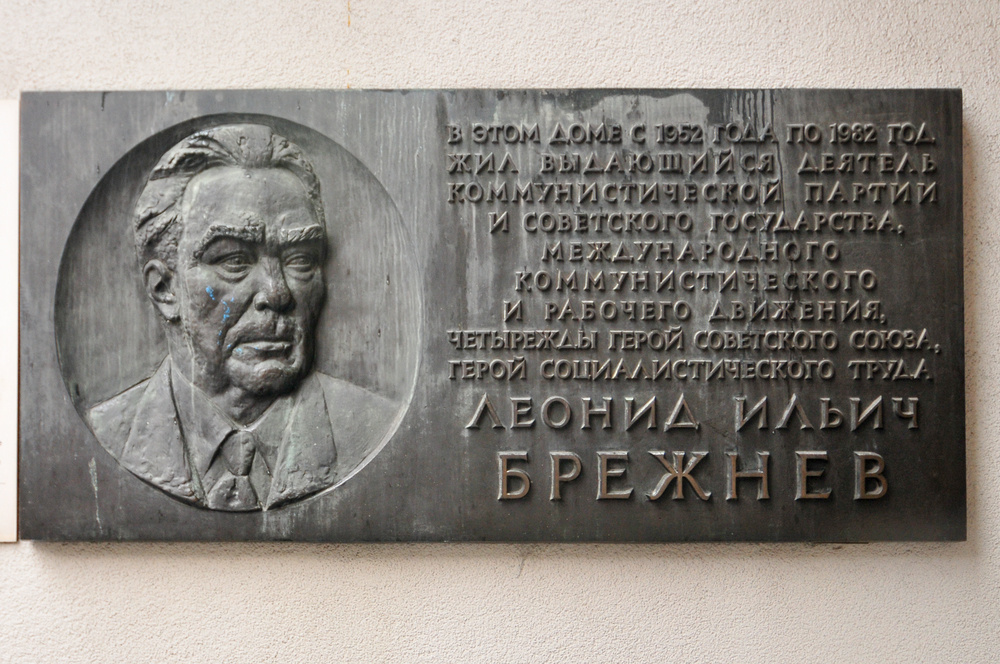 В ЭТОМ ДОМЕ С 1952 ГОДА ПО 1982 ГОД
ЖИЛ ВЫДАЮЩИЙСЯ ДЕЯТЕЛЬ
КОММУНИСТИЧЕСКОЙ ПАРТИИ
И СОВЕТСКОГО ГОСУДАРСТВА,
МЕЖДУНАРОДНОГО
КОММУНИСТИЧЕСКОГО
И РАБОЧЕГО ДВИЖЕНИЯ,
ЧЕТЫРЕЖДЫ ГЕРОЙ СОВЕТСКОГО СОЮЗА,
ГЕРОЙ СОЦИАЛИСТИЧЕСКОГО ТРУДА
ЛЕОНИД ИЛЬИЧ
БРЕЖНЕВ